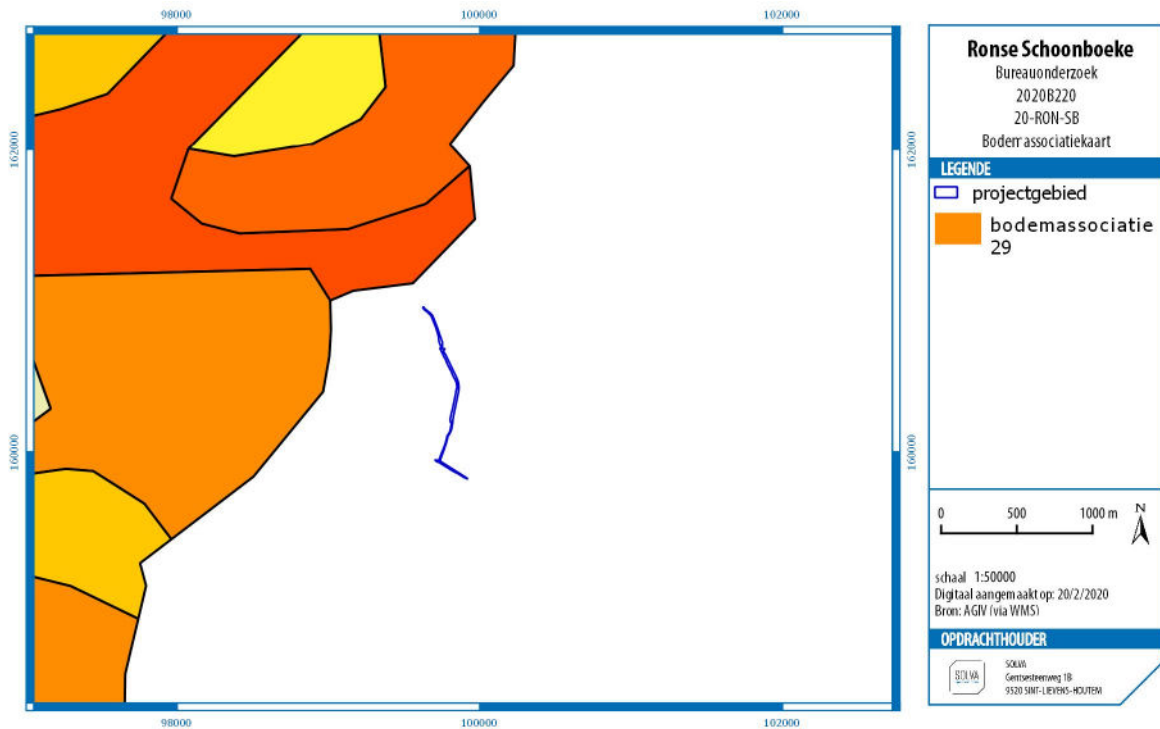 98000
100000
102000
162000
162000
160000
160000
98000
100000
102000
Ronse Schoonboeke
Bureauonderzoek
2020B220
20-RON-SB
Bodemassociatiekaart
LEGENDE
projectgebied
bodemassociatie
29
0 500 1000 m
N
schaal 1:50000
Digitaal aangemaakt op: 20/2/2020
Bron: AGIV (via WMS)
OPDRACHTHOUDER
SOLVA
SOLVA
Gentsesteenweg 1B
9520 SINT-LIEVENS-HOUTEM